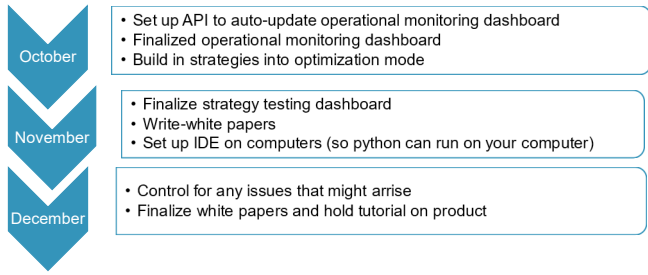 October
• Set up API to auto-update operational monitoring dashboard
• Finalized operational monitoring dashboard
• Build in strategies into optimization mode
November
• Finalize strategy testing dashboard
• Write-white papers
• Set up IDE on computers (so python can run on your computer)
December
• Control for any issues that might arrise
• Finalize white papers and hold tutorial on product